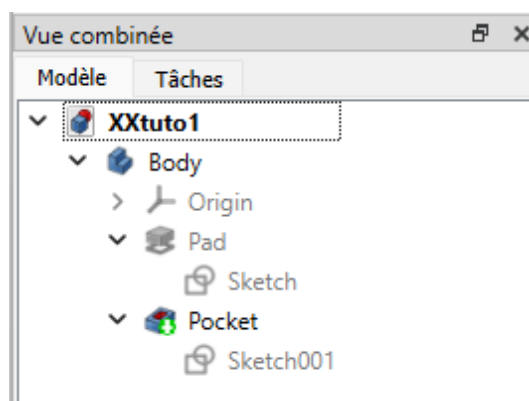 Vue combinée
Modèle Tâches
XXtuto1
Body
Origin
Pad
Sketch
Pocket
Sketch001